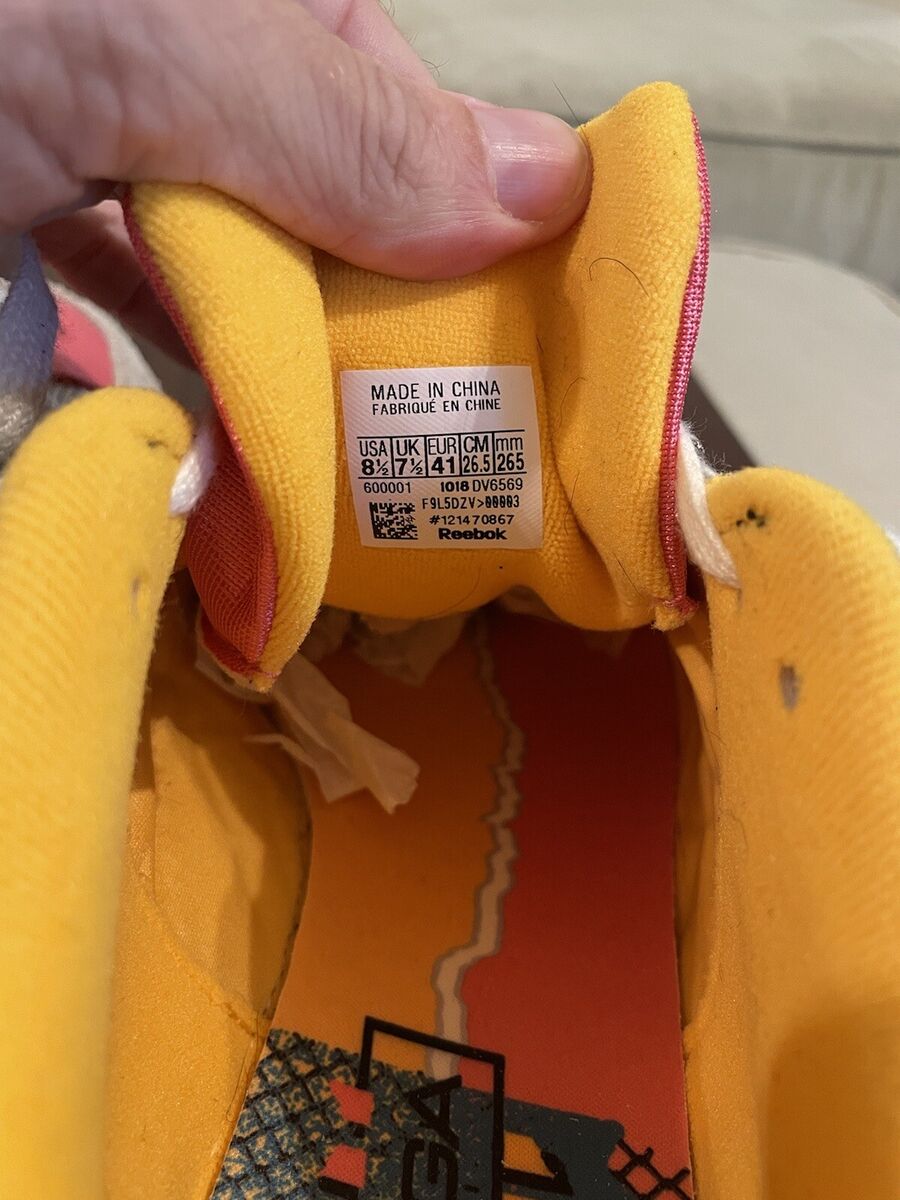 MADE IN CHINA
FABRIQUÉ EN CHINE
USA UK EUR CM mm
8½ 7½ 41 26.5 265
600001 1018 DV6569
F9L5DZV>00003
#121470867
Reebok
GA